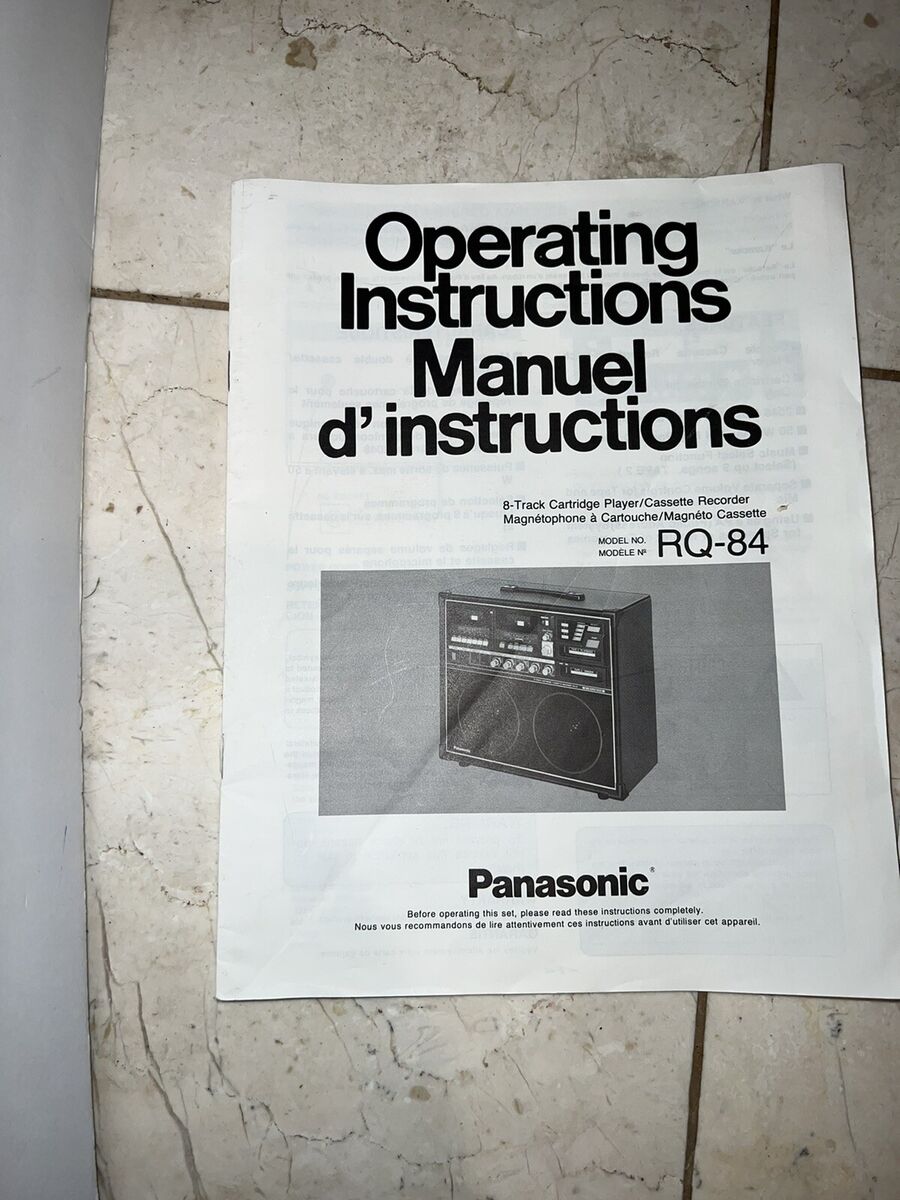 Operating
Instructions
Manuel
d' instructions
8-Track Cartridge Player/Cassette Recorder
Magnétophone à Cartouche/Magnéto Cassette
MODEL NO.
MODÈLE Nº
RQ-84
Panasonic
Panasonic®
Before operating this set, please read these instructions completely.
Nous vous recommandons de lire attentivement ces instructions avant d'utiliser cet appareil.